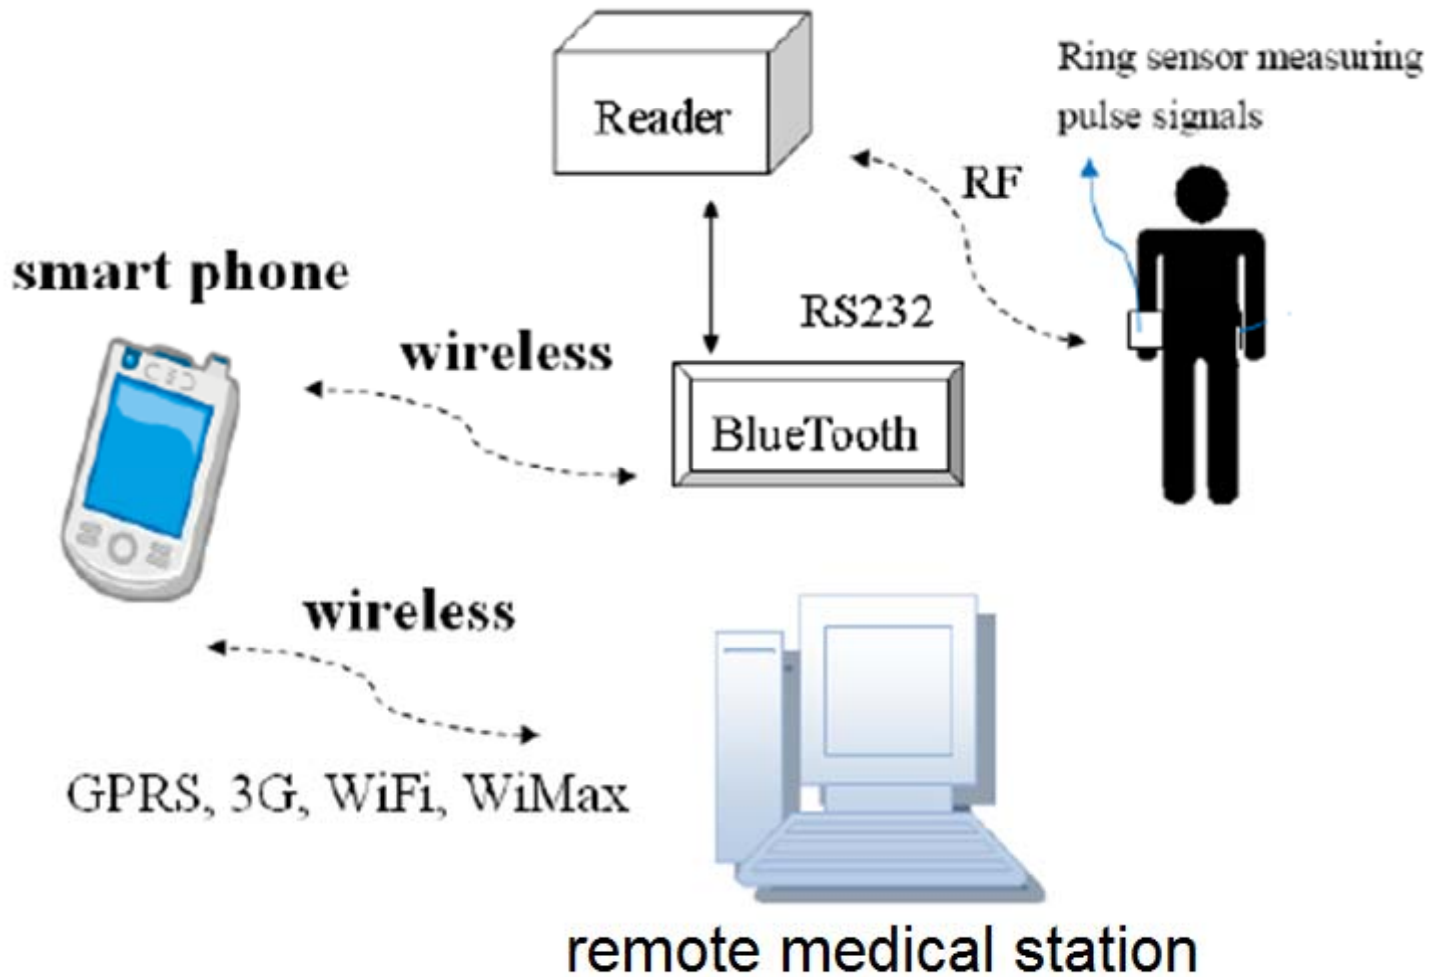 Reader
Ring sensor measuring
pulse signals
RF
smart phone
RS232
wireless
BlueTooth
wireless
GPRS, 3G, WiFi, WiMax
remote medical station